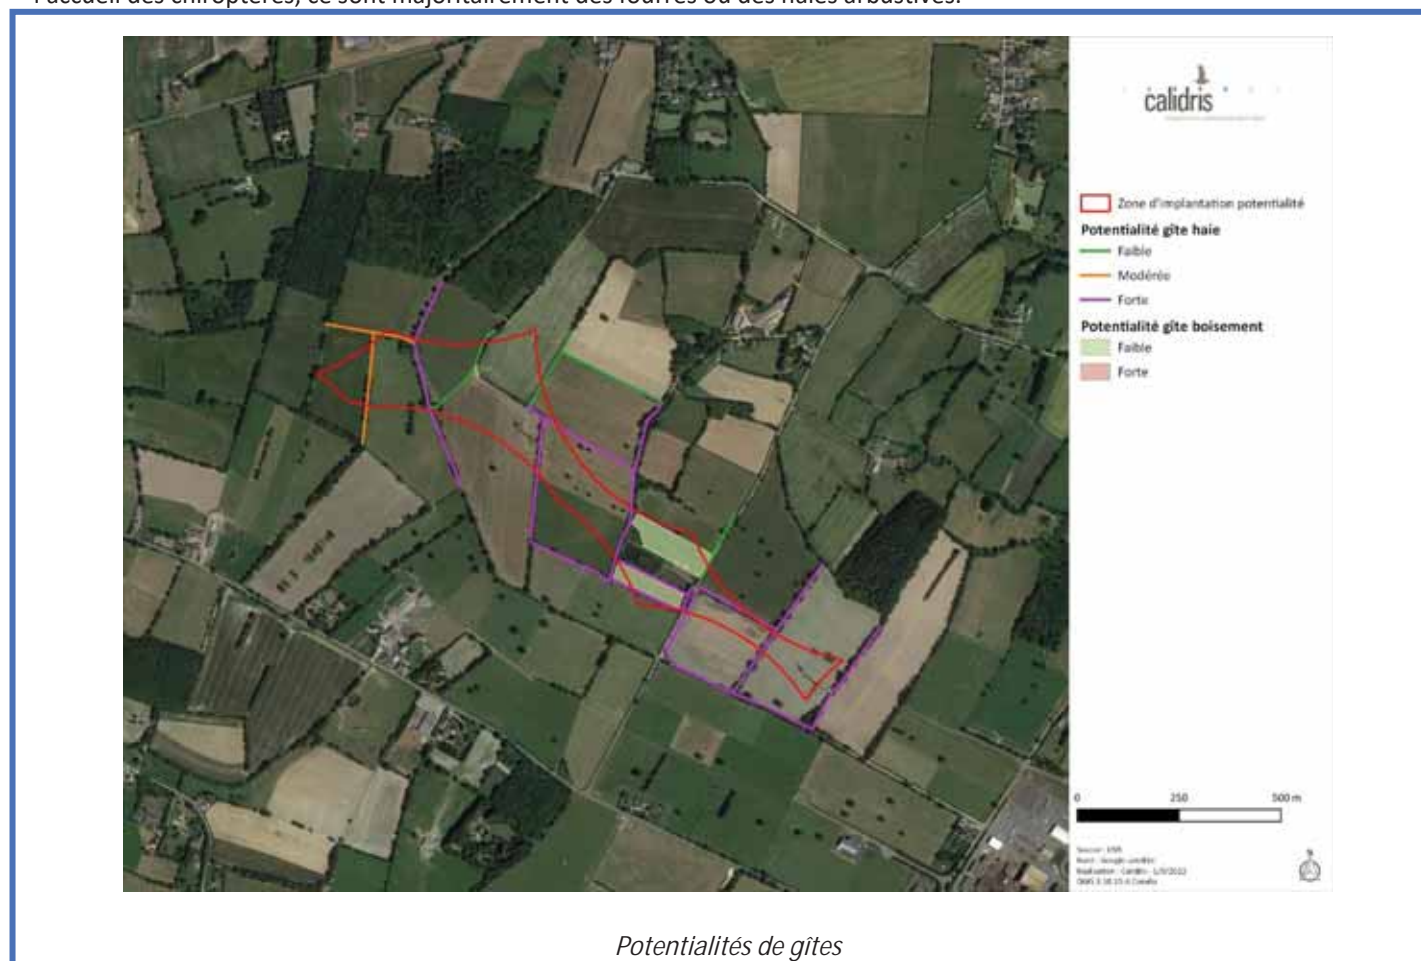 l'accueil des chiroptères, ce sont majoritairement des fourrés ou des haies arbustives.
calidris
Zone d'implantation potentialité
Potentialité gîte haie
Faible
Modérée
Forte
Potentialité gîte boisement
Faible
Forte
0 250 500 m
Potentialités de gîtes